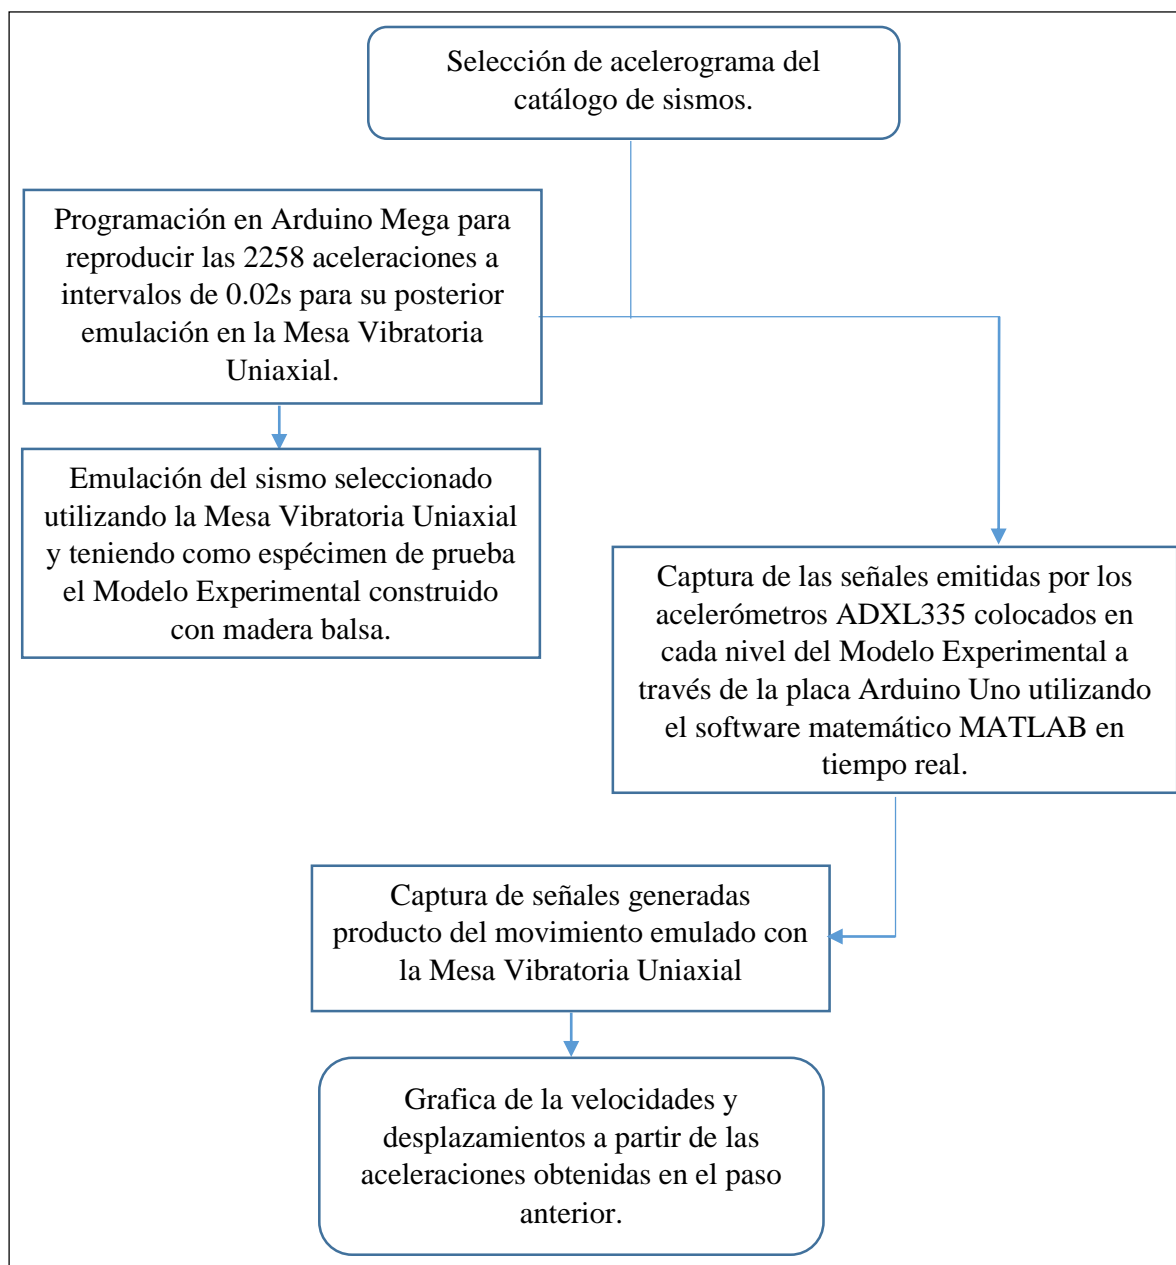 Selección de acelerograma del
catálogo de sismos.
Programación en Arduino Mega para
reproducir las 2258 aceleraciones a
intervalos de 0.02s para su posterior
emulación en la Mesa Vibratoria
Uniaxial.
Emulación del sismo seleccionado
utilizando la Mesa Vibratoria Uniaxial
y teniendo como espécimen de prueba
el Modelo Experimental construido
con madera balsa.
Captura de las señales emitidas por los
acelerómetros ADXL335 colocados en
cada nivel del Modelo Experimental a
través de la placa Arduino Uno utilizando
el software matemático MATLAB en
tiempo real.
Captura de señales generadas
producto del movimiento emulado con
la Mesa Vibratoria Uniaxial
Grafica de la velocidades y
desplazamientos a partir de las
aceleraciones obtenidas en el paso
anterior.